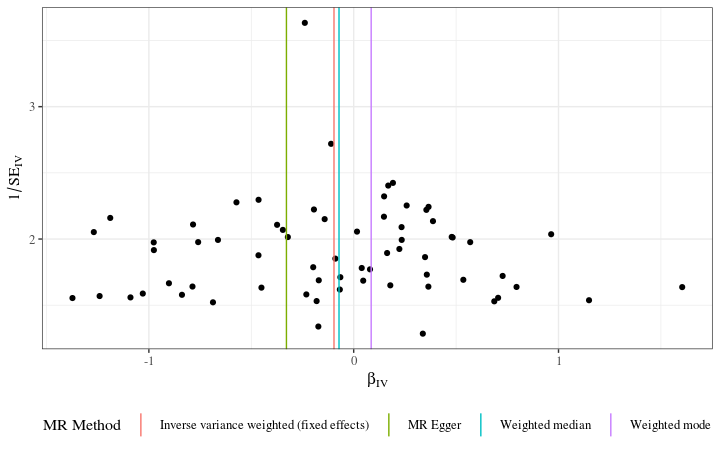 3
2
1/SE_IV
-1
0
1
β_IV
MR Method
Inverse variance weighted (fixed effects)
MR Egger
Weighted median
Weighted mode